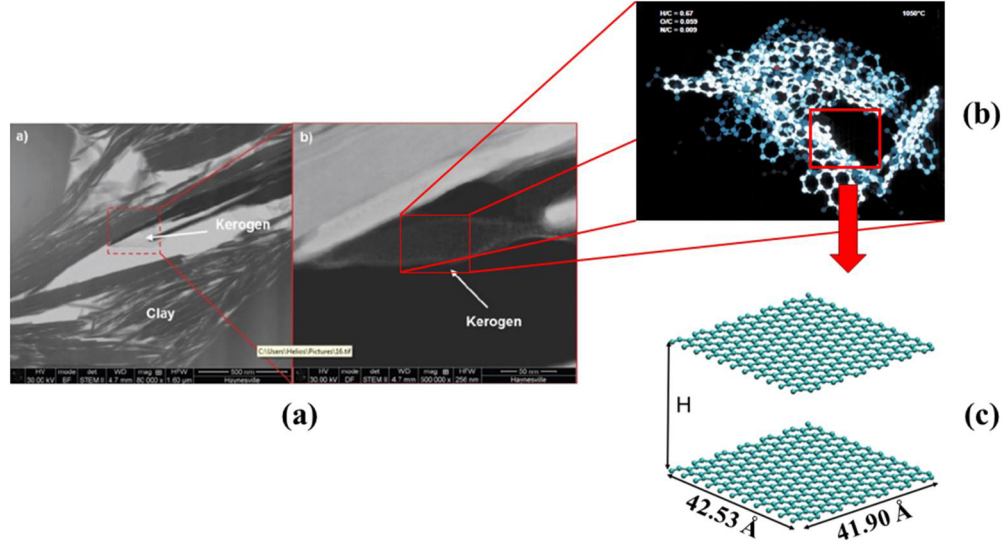 H/C = 0.67
O/C = 0.059
N/C = 0.009
1050°C
(b)
a)
Kerogen
Clay
C:\Users\Helios\Pictures\16.tif
HV mode det WD mag HFW 500 nm
30.00 kV BF STEM II 4.7 mm 80 000 x 1.60 µm Haynesville
b)
Kerogen
HV mode det WD mag HFW 50 nm
30.00 kV DF STEM II 4.7 mm 500 000 x 256 nm Haynesville
(a)
H
(c)
42.53 Å
41.90 Å